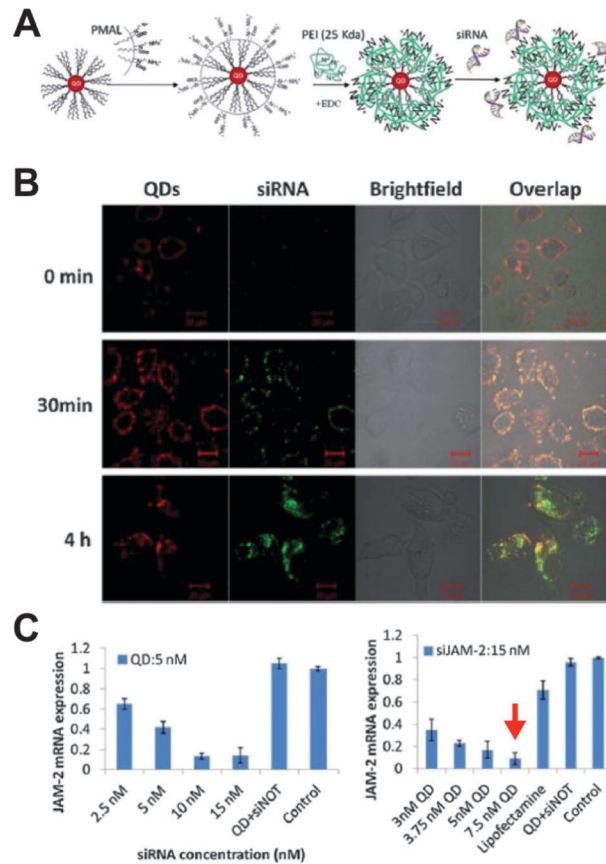 A
PMAL
PEI (25 Kda)
siRNA
QD
QD
+EDC
QD
QD
B
QDs siRNA Brightfield Overlap
0 min
30min
4 h
C
JAM-2 mRNA expression
1.2
1
0.8
0.6
0.4
0.2
0
QD:5 nM
2.5 nM
5 nM
10 nM
15 nM
QD+siNOT
Control
siRNA concentration (nM)
JAM-2 mRNA expression
1
0.8
0.6
0.4
0.2
0
siJAM-2:15 nM
3nM QD
3.75 nM QD
5nM QD
7.5 nM QD
Lipofectamine
QD+siNOT
Control